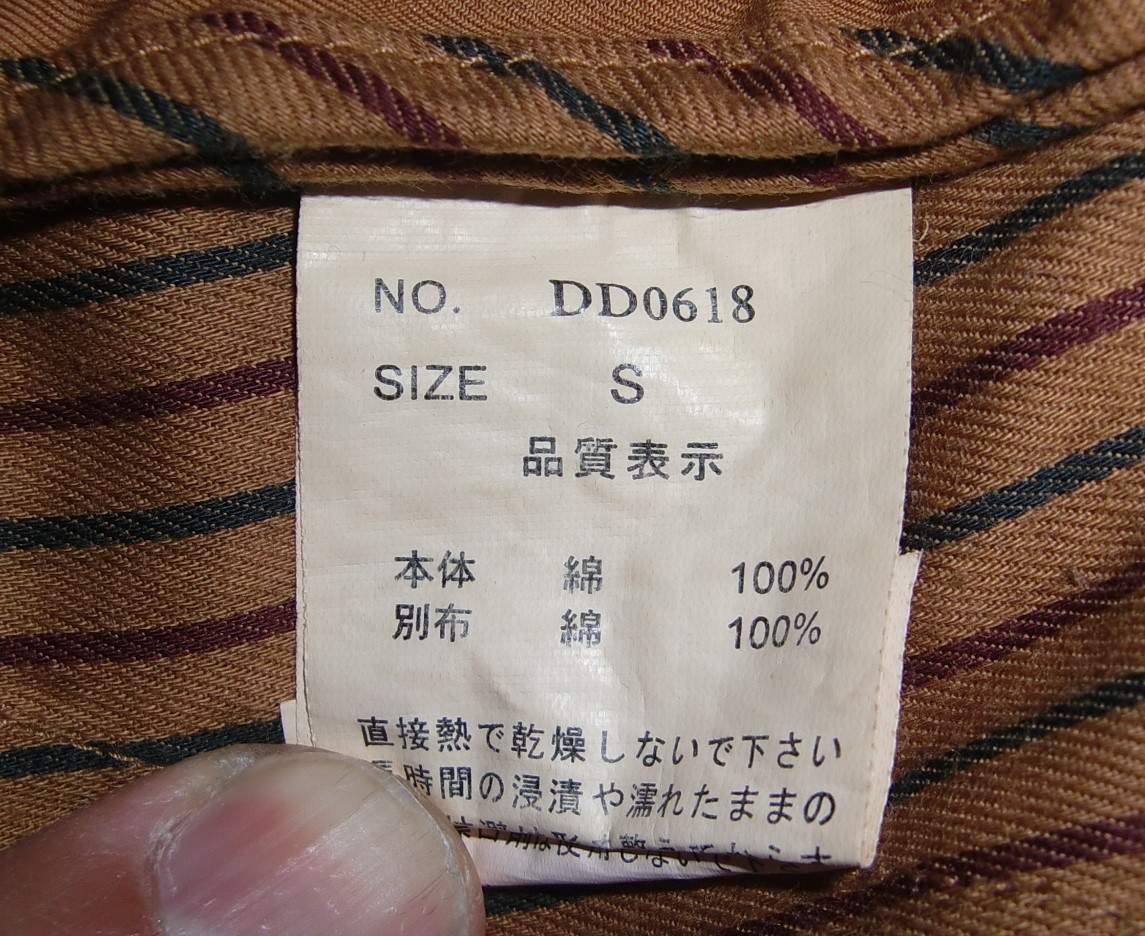 NO. DD0618
SIZE S
品質表示
本体 綿 100%
別布 綿 100%
直接熱で乾燥しないで下さい
時間の浸漬や濡れたままの